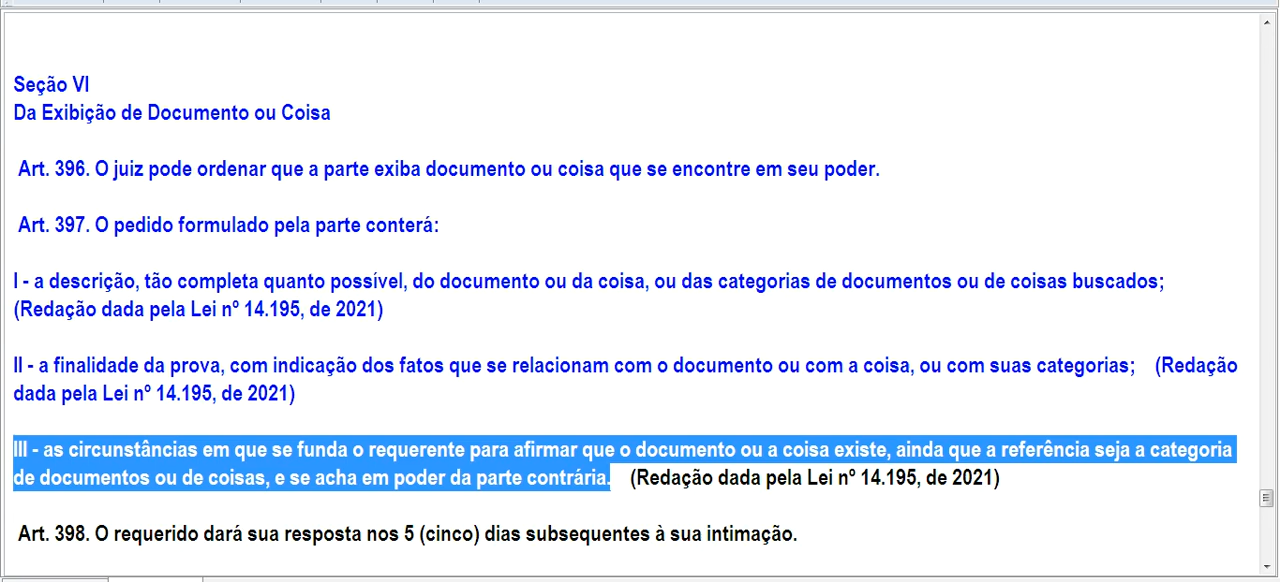 Seção VI
Da Exibição de Documento ou Coisa
Art. 396. O juiz pode ordenar que a parte exiba documento ou coisa que se encontre em seu poder.
Art. 397. O pedido formulado pela parte conterá:
I - a descrição, tão completa quanto possível, do documento ou da coisa, ou das categorias de documentos ou de coisas buscados;
(Redação dada pela Lei nº 14.195, de 2021)
II - a finalidade da prova, com indicação dos fatos que se relacionam com o documento ou com a coisa, ou com suas categorias; (Redação
dada pela Lei nº 14.195, de 2021)
III - as circunstâncias em que se funda o requerente para afirmar que o documento ou a coisa existe, ainda que a referência seja a categoria
de documentos ou de coisas, e se acha em poder da parte contrária. (Redação dada pela Lei nº 14.195, de 2021)
Art. 398. O requerido dará sua resposta nos 5 (cinco) dias subsequentes à sua intimação.